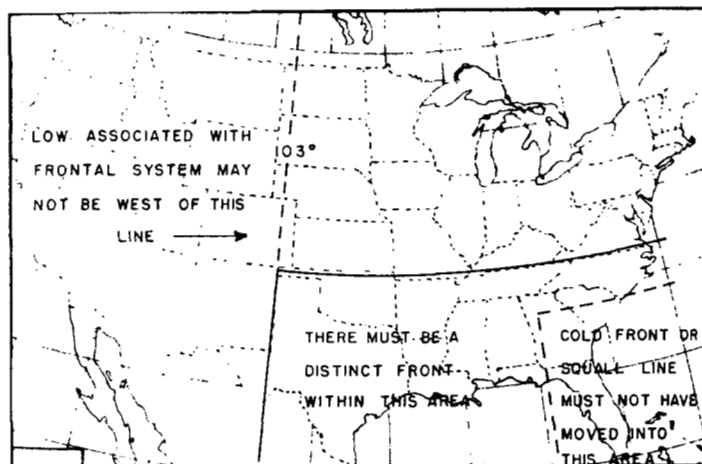 LOW ASSOCIATED WITH
FRONTAL SYSTEM MAY
NOT BE WEST OF THIS
LINE
103°
THERE MUST BE A
DISTINCT FRONT
WITHIN THIS AREA
COLD FRONT OR
SQUALL LINE
MUST NOT HAVE
MOVED INTO
THIS AREA